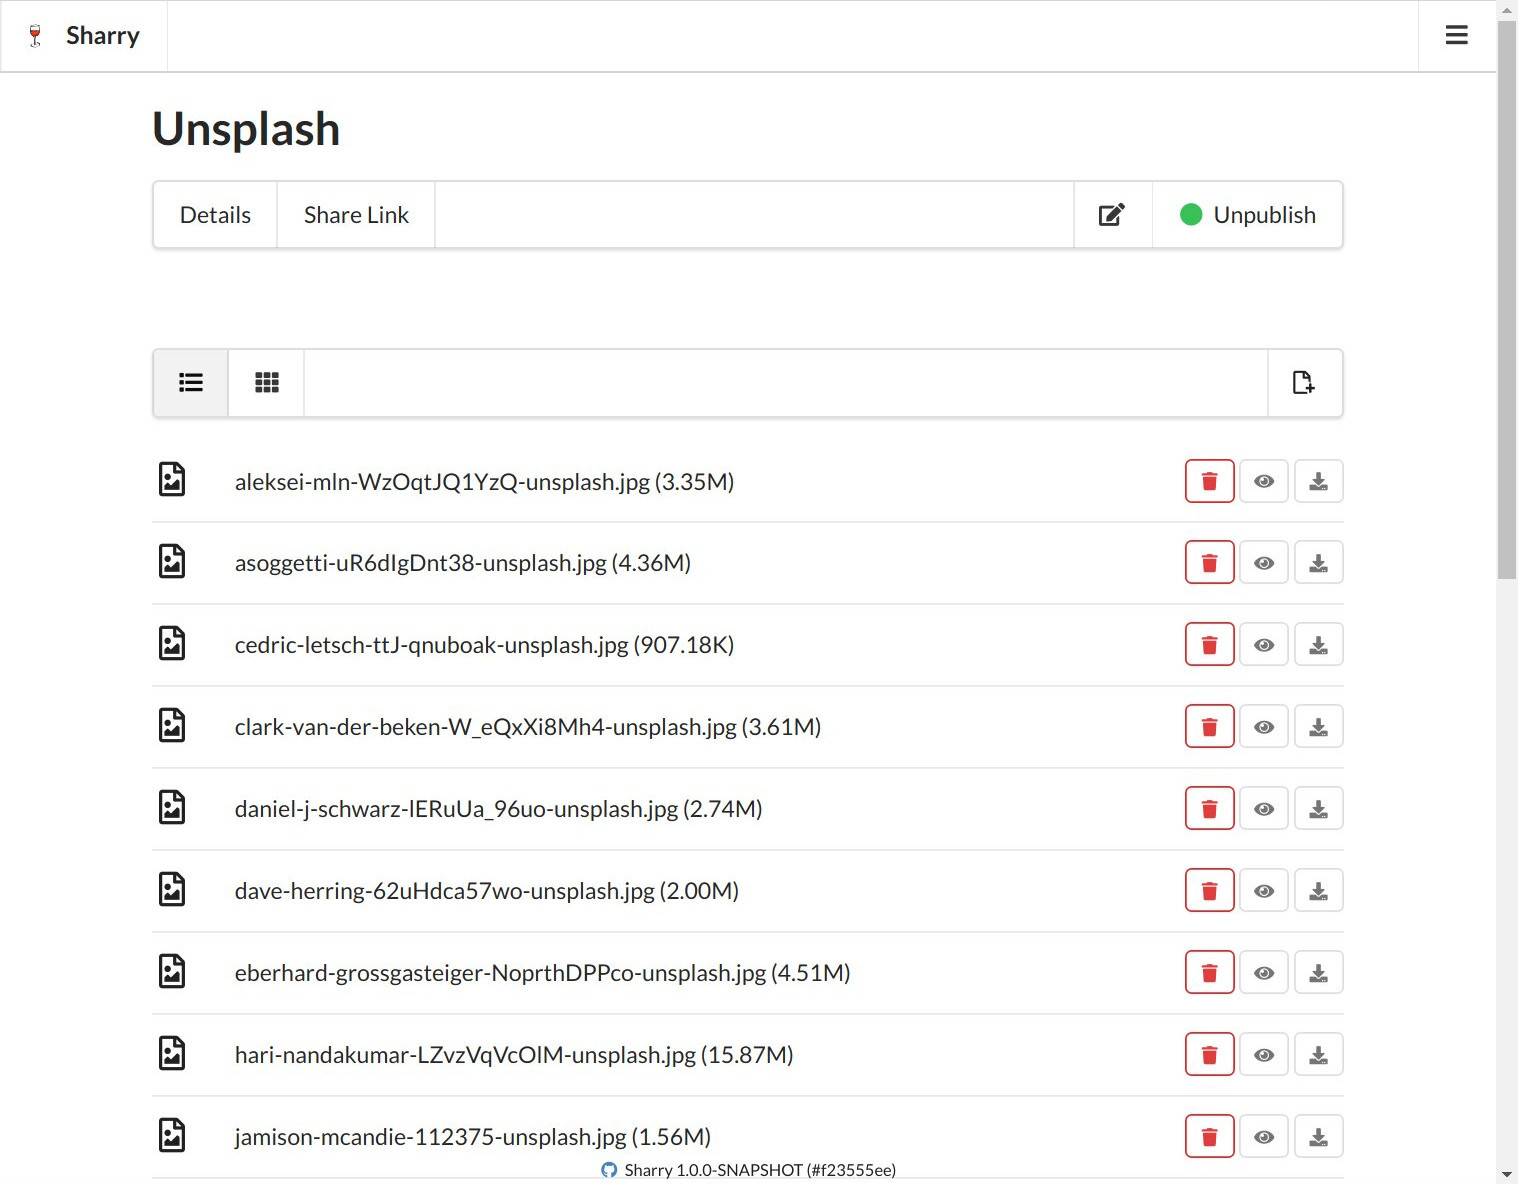 Sharry
Unsplash
Details Share Link Unpublish
aleksei-mln-WzOqtJQ1YzQ-unsplash.jpg (3.35M)
asoggetti-uR6dIgDnt38-unsplash.jpg (4.36M)
cedric-letsch-ttJ-qnuboak-unsplash.jpg (907.18K)
clark-van-der-beken-W_eQxXi8Mh4-unsplash.jpg (3.61M)
daniel-j-schwarz-lERuUa_96uo-unsplash.jpg (2.74M)
dave-herring-62uHdca57wo-unsplash.jpg (2.00M)
eberhard-grossgasteiger-NoprthDPPco-unsplash.jpg (4.51M)
hari-nandakumar-LZvzVqVcOlM-unsplash.jpg (15.87M)
jamison-mcandie-112375-unsplash.jpg (1.56M)
Sharry 1.0.0-SNAPSHOT (#f23555ee)